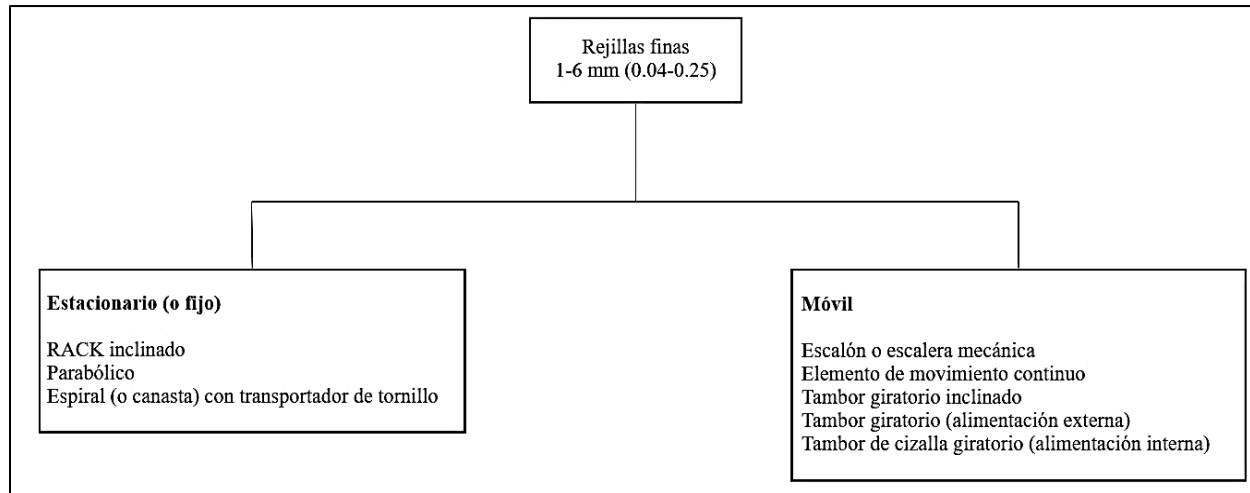 Rejillas finas
1-6 mm (0.04-0.25)
Estacionario (o fijo)
RACK inclinado
Parabólico
Espiral (o canasta) con transportador de tornillo
Móvil
Escalón o escalera mecánica
Elemento de movimiento continuo
Tambor giratorio inclinado
Tambor giratorio (alimentación externa)
Tambor de cizalla giratorio (alimentación interna)